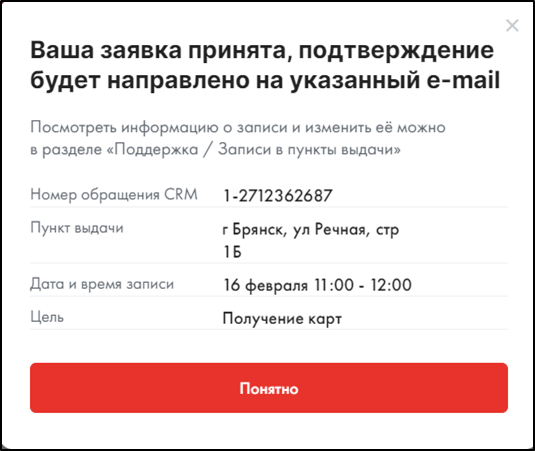 Ваша заявка принята, подтверждение
будет направлено на указанный e-mail
Посмотреть информацию о записи и изменить её можно
в разделе «Поддержка / Записи в пункты выдачи»
Номер обращения CRM 1-2712362687
Пункт выдачи г Брянск, ул Речная, стр
1Б
Дата и время записи 16 февраля 11:00 - 12:00
Цель Получение карт
Понятно